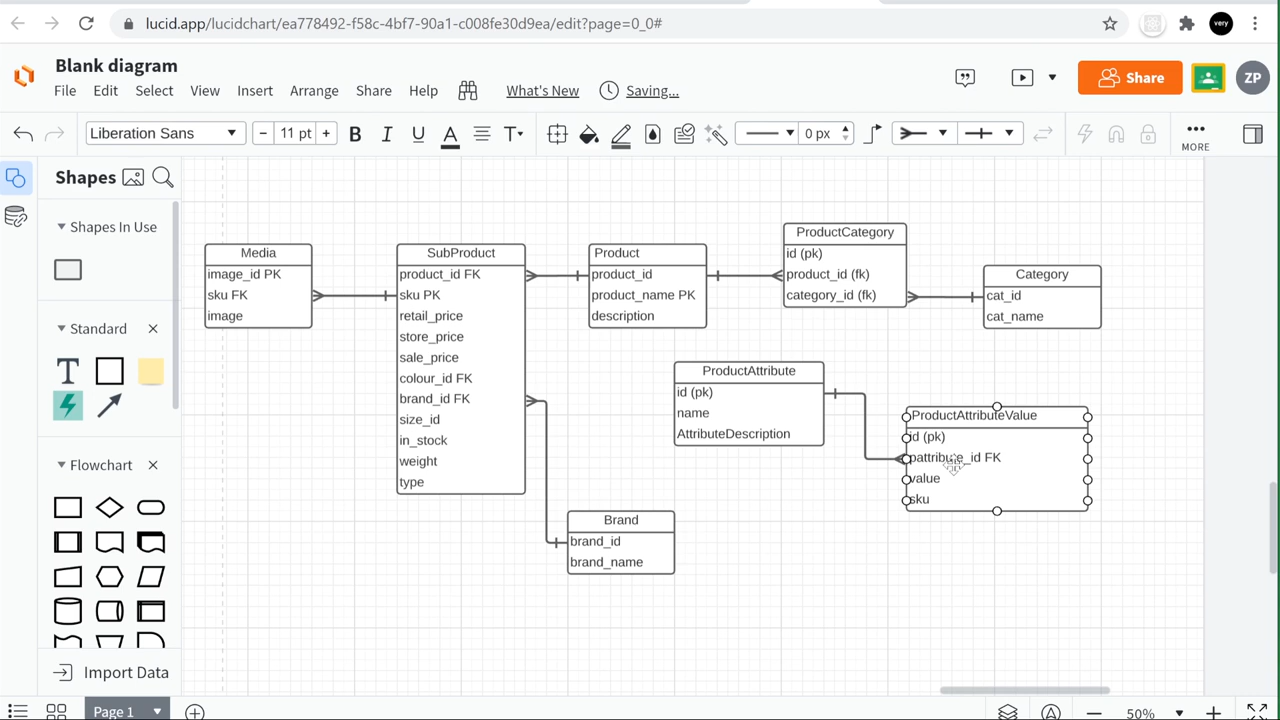 lucid.app/lucidchart/ea778492-f58c-4bf7-90a1-c008fe30d9ea/edit?page=0_0#
very
Blank diagram
File Edit Select View Insert Arrange Share Help What's New Saving...
Share
ZP
Liberation Sans
11 pt
B I U A T
0 px
MORE
Shapes
Shapes In Use
Standard
T
Flowchart
Import Data
Media
image_id PK
sku FK
image
SubProduct
product_id FK
sku PK
retail_price
store_price
sale_price
colour_id FK
brand_id FK
size_id
in_stock
weight
type
Product
product_id
product_name PK
description
ProductCategory
id (pk)
product_id (fk)
category_id (fk)
Category
cat_id
cat_name
ProductAttribute
id (pk)
name
AttributeDescription
ProductAttributeValue
id (pk)
pattribute_id FK
value
sku
Brand
brand_id
brand_name
Page 1
50%